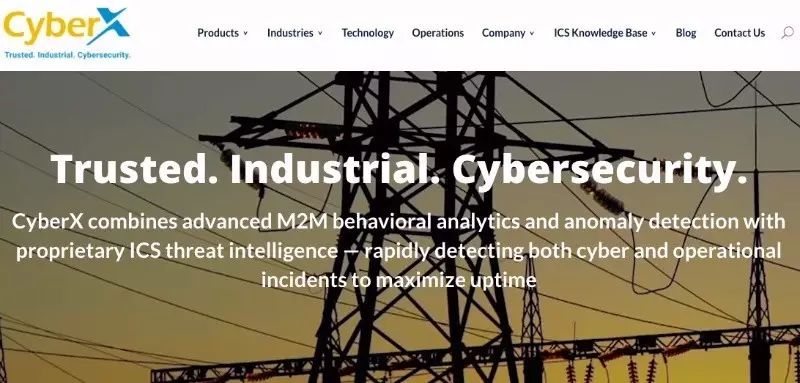 CyberX
Trusted. Industrial. Cybersecurity.
Products Industries Technology Operations Company ICS Knowledge Base Blog Contact Us
Trusted. Industrial. Cybersecurity.
CyberX combines advanced M2M behavioral analytics and anomaly detection with
proprietary ICS threat intelligence — rapidly detecting both cyber and operational
incidents to maximize uptime